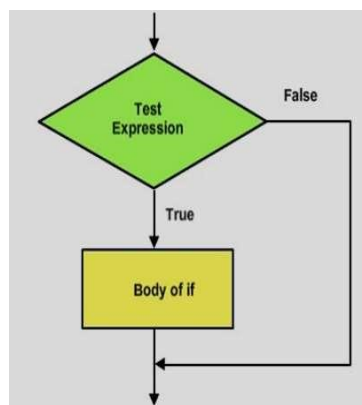 Test
Expression
False
True
Body of if